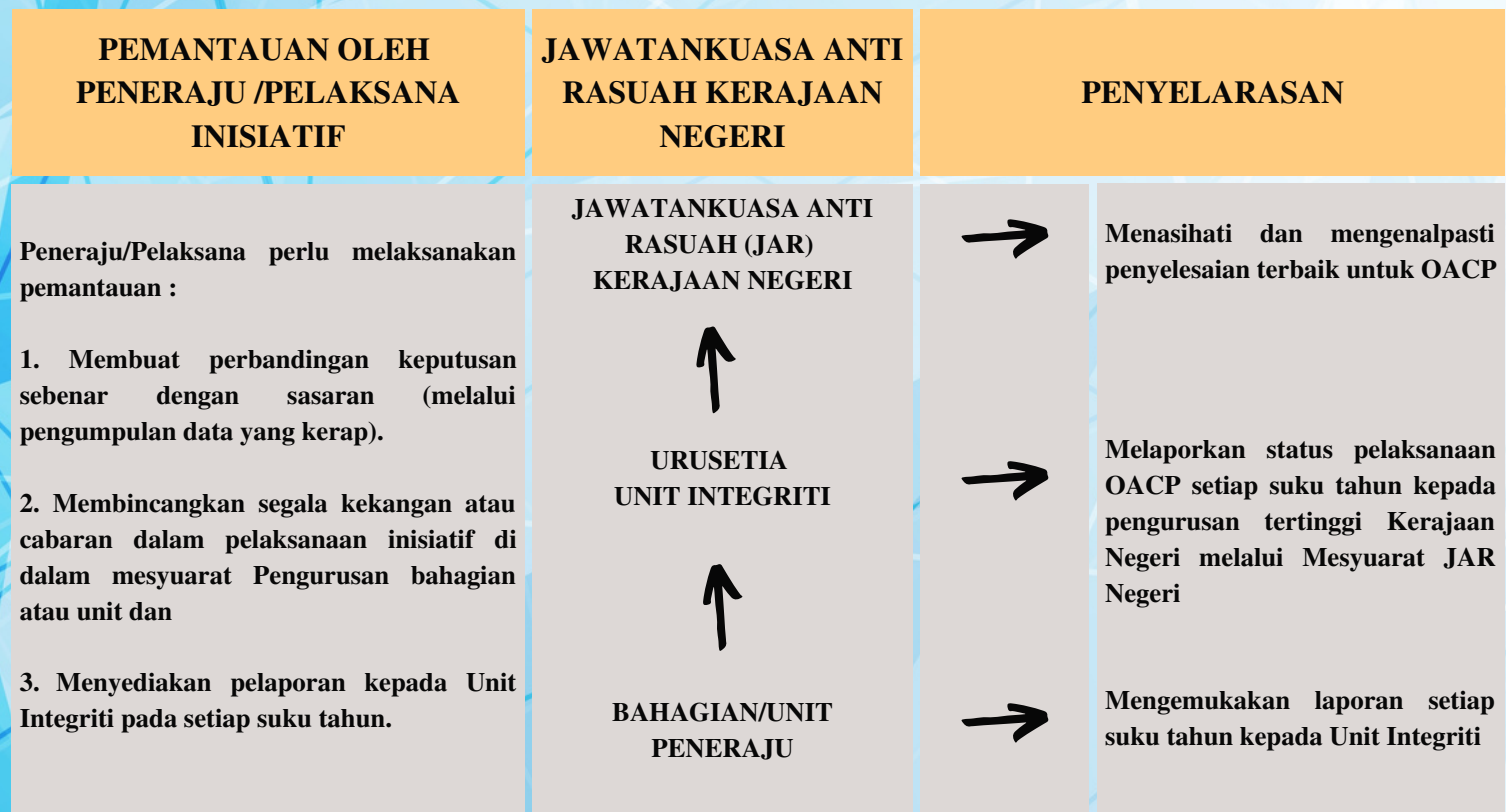 PEMANTAUAN OLEH
PENERAJU /PELAKSANA
INISIATIF
JAWATANKUASA ANTI
RASUAH KERAJAAN
NEGERI
PENYELARASAN
Peneraju/Pelaksana perlu melaksanakan
pemantauan :
1. Membuat perbandingan keputusan
sebenar dengan sasaran (melalui
pengumpulan data yang kerap).
2. Membincangkan segala kekangan atau
cabaran dalam pelaksanaan inisiatif di
dalam mesyuarat Pengurusan bahagian
atau unit dan
3. Menyediakan pelaporan kepada Unit
Integriti pada setiap suku tahun.
JAWATANKUASA ANTI
RASUAH (JAR)
KERAJAAN NEGERI
URUSETIA
UNIT INTEGRITI
BAHAGIAN/UNIT
PENERAJU
Menasihati dan mengenalpasti
penyelesaian terbaik untuk OACP
Melaporkan status pelaksanaan
OACP setiap suku tahun kepada
pengurusan tertinggi Kerajaan
Negeri melalui Mesyuarat JAR
Negeri
Mengemukakan laporan setiap
suku tahun kepada Unit Integriti